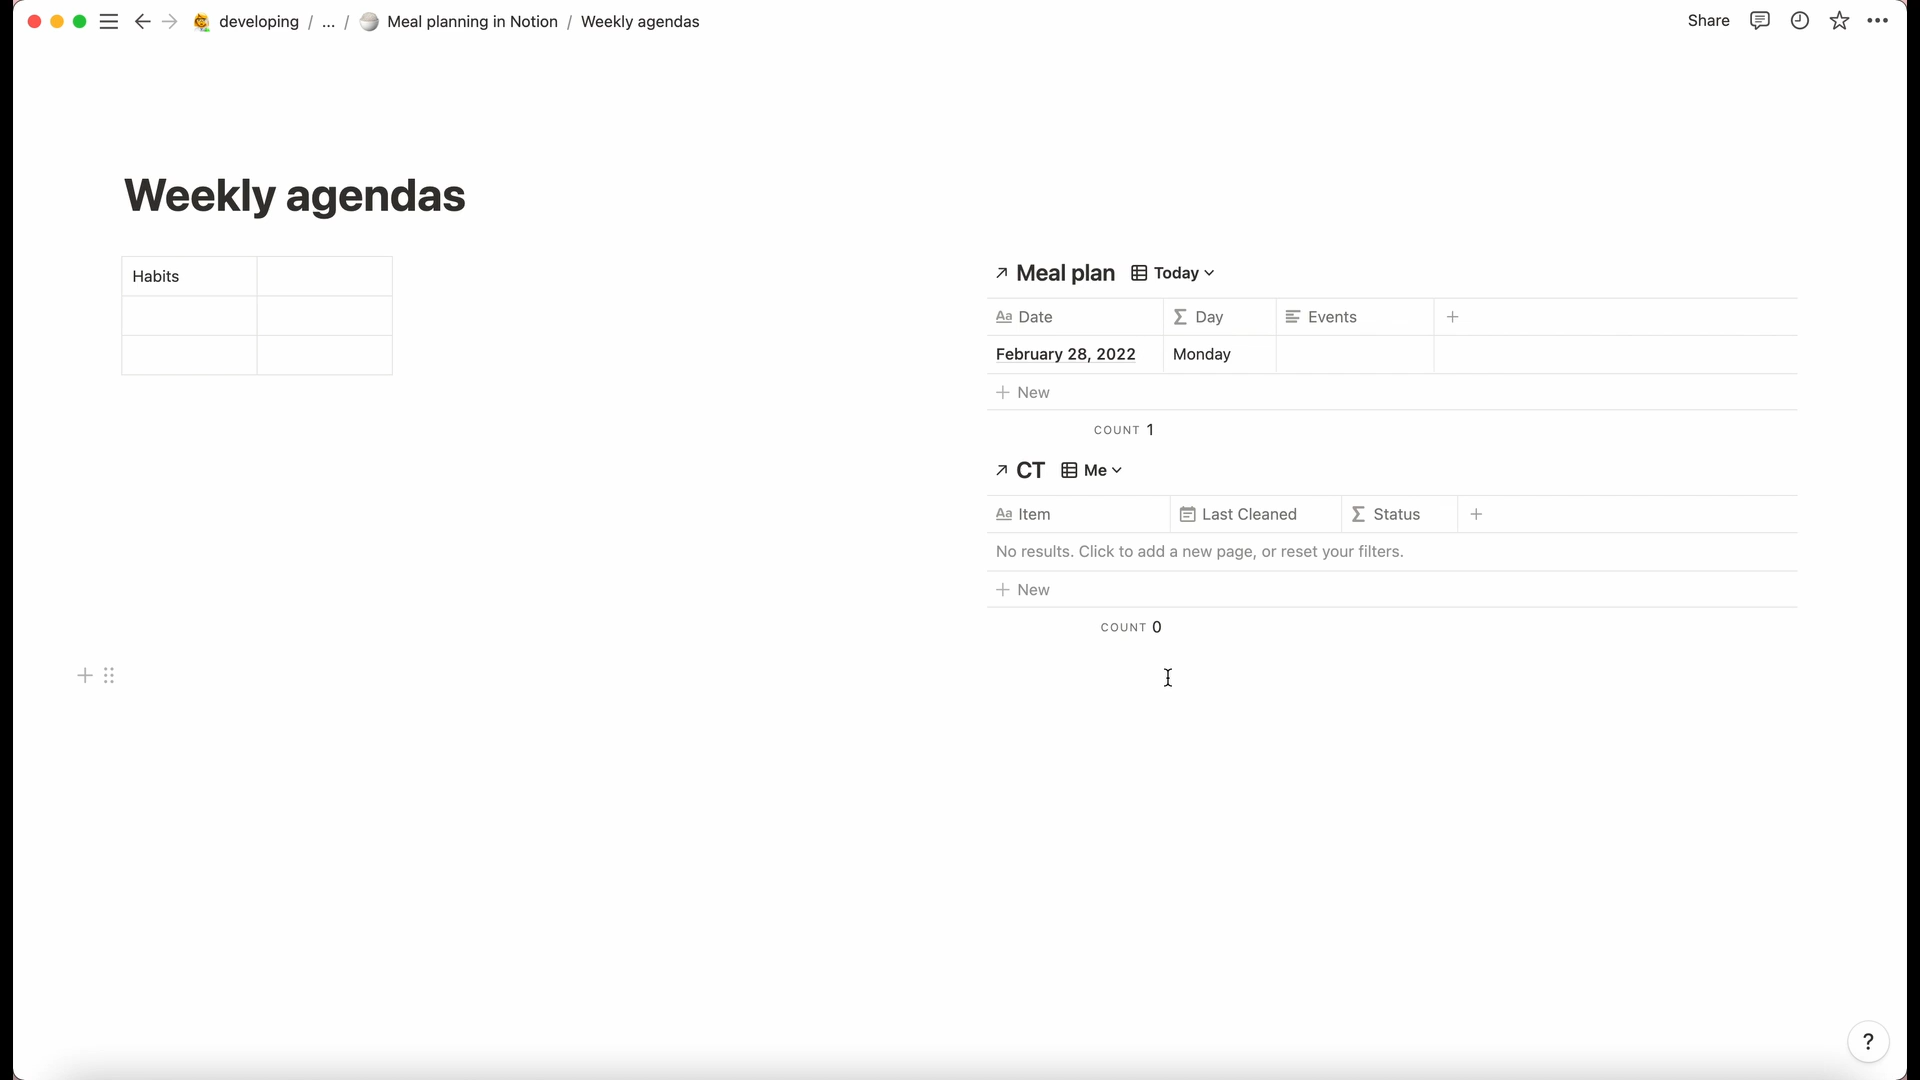 developing / ... / Meal planning in Notion / Weekly agendas
Share
Weekly agendas
Habits
Meal plan Today
Aa Date Day Events
February 28, 2022 Monday
New
COUNT 1
CT Me
Aa Item Last Cleaned Status
No results. Click to add a new page, or reset your filters.
New
COUNT 0
?